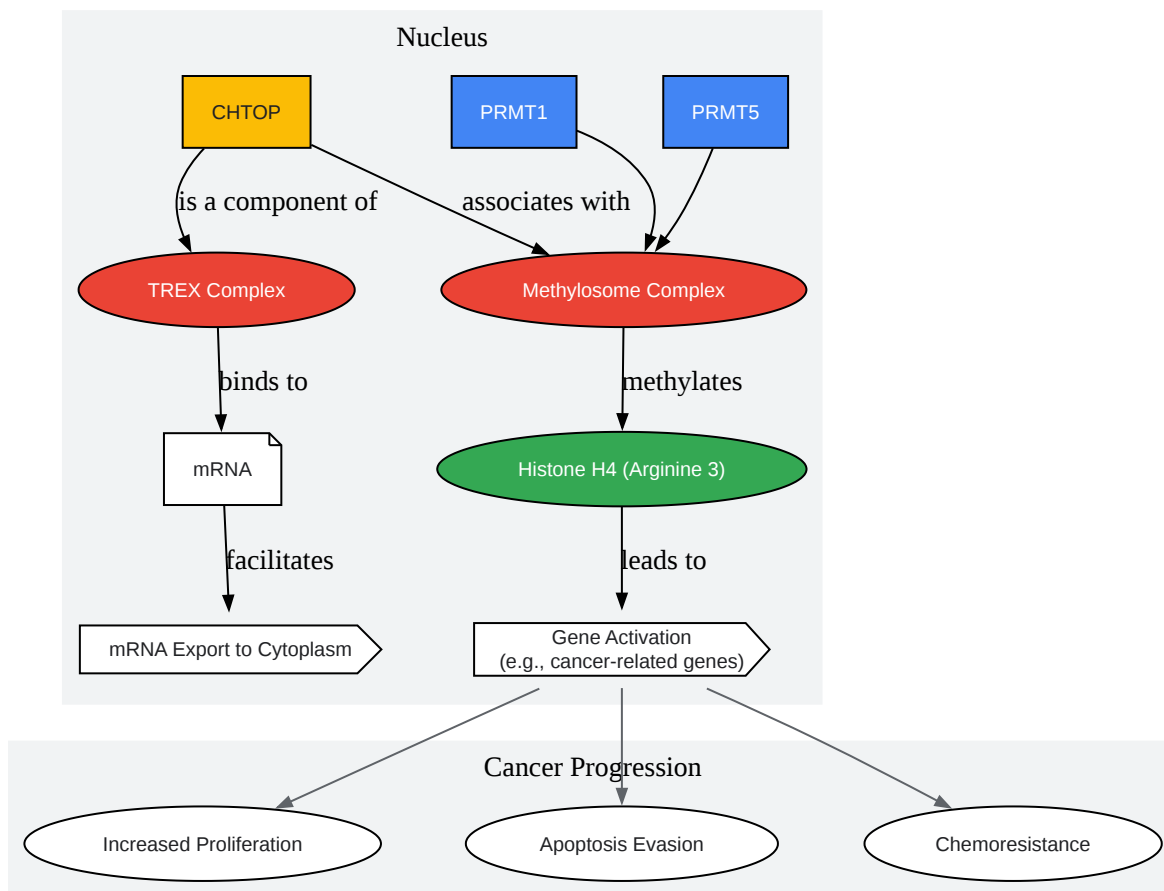 Nucleus
CHTOP
PRMT1
PRMT5
is a component of
associates with
TREX Complex
Methylosome Complex
binds to
methylates
mRNA
Histone H4 (Arginine 3)
facilitates
leads to
mRNA Export to Cytoplasm
Gene Activation
(e.g., cancer-related genes)
Cancer Progression
Increased Proliferation
Apoptosis Evasion
Chemoresistance